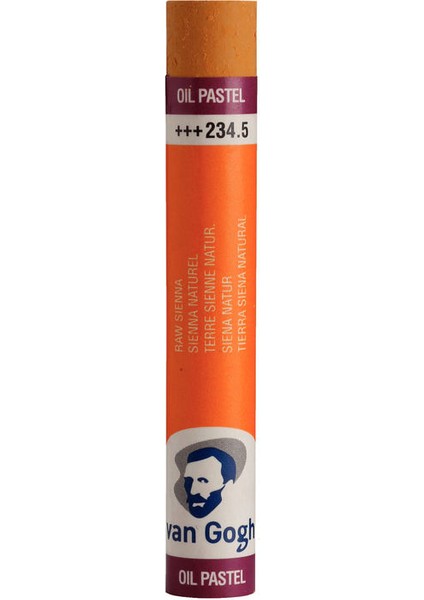 OIL PASTEL
+++234.5
RAW SIENNA
SIENNA NATUREL
TERRE SIENNE NATUR.
SIENA NATUR
TIERRA SIENA NATURAL
van Gogh
OIL PASTEL